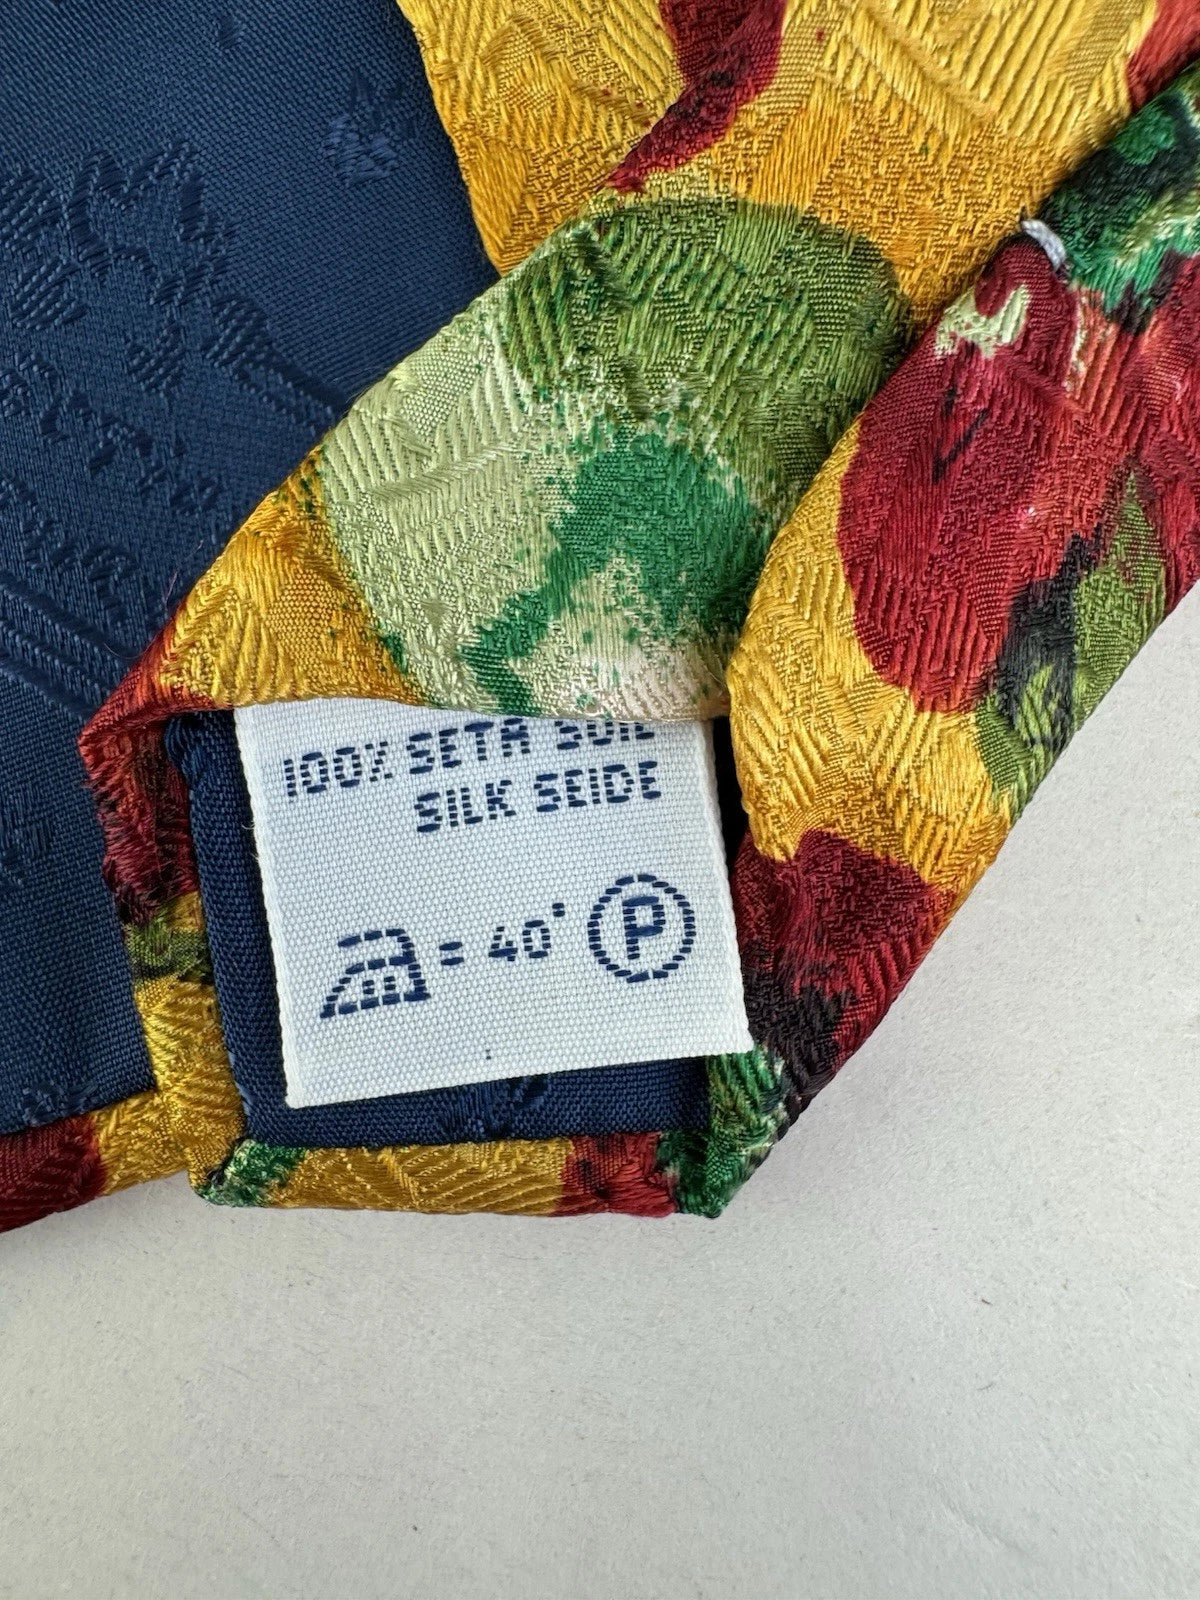 100% SETA SOIE
SILK SEIDE
= 40° P